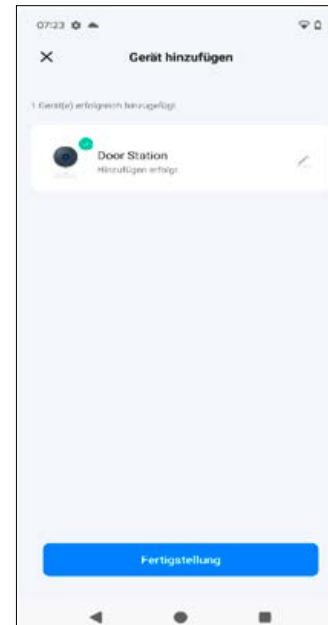 07:23
Gerät hinzufügen
1 Gerät(e) erfolgreich hinzugefügt
Door Station
Hinzufügen erfolgt
Fertigstellung